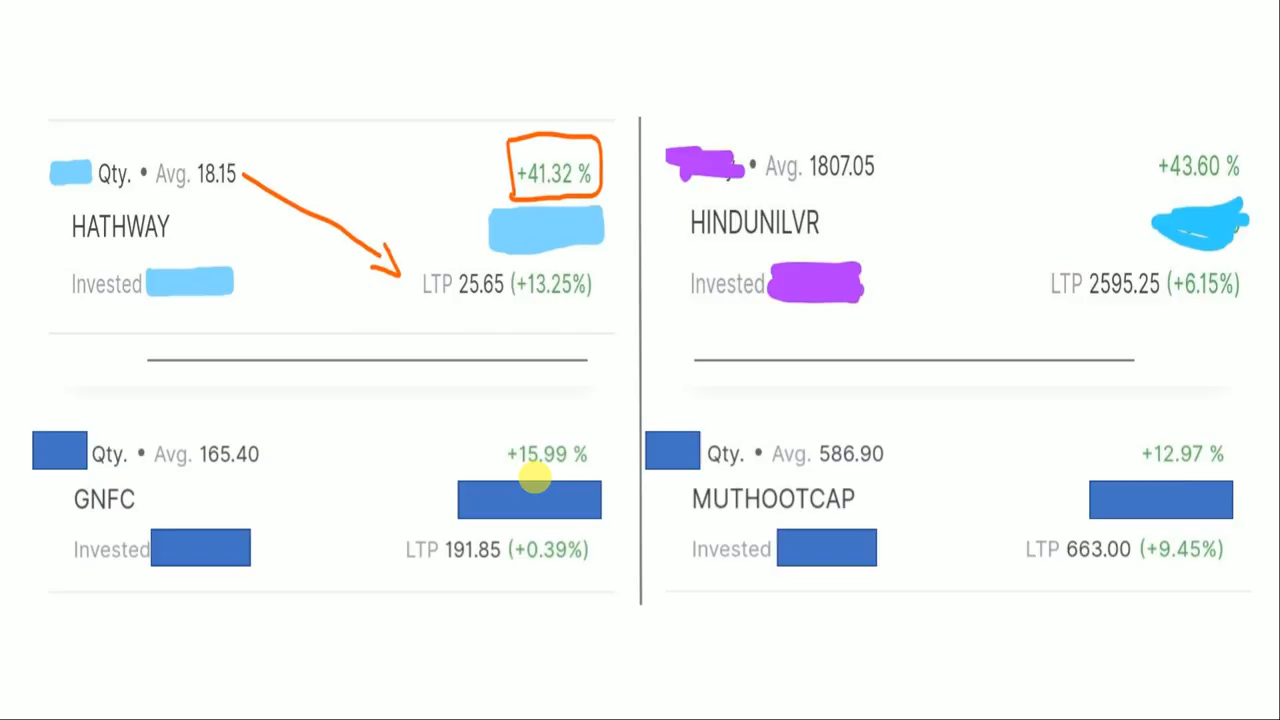 Qty. • Avg. 18.15
+41.32 %
HATHWAY
Invested
LTP 25.65 (+13.25%)
• Avg. 1807.05
+43.60 %
HINDUNILVR
Invested
LTP 2595.25 (+6.15%)
Qty. • Avg. 165.40
+15.99 %
GNFC
Invested
LTP 191.85 (+0.39%)
Qty. • Avg. 586.90
+12.97 %
MUTHOOTCAP
Invested
LTP 663.00 (+9.45%)